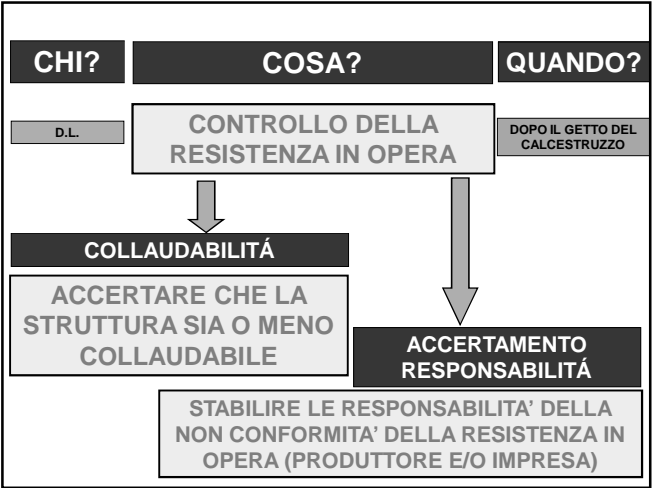 CHI?
COSA?
QUANDO?
D.L.
CONTROLLO DELLA
RESISTENZA IN OPERA
DOPO IL GETTO DEL
CALCESTRUZZO
COLLAUDABILITÁ
ACCERTARE CHE LA
STRUTTURA SIA O MENO
COLLAUDABILE
ACCERTAMENTO
RESPONSABILITÁ
STABILIRE LE RESPONSABILITA’ DELLA
NON CONFORMITA’ DELLA RESISTENZA IN
OPERA (PRODUTTORE E/O IMPRESA)